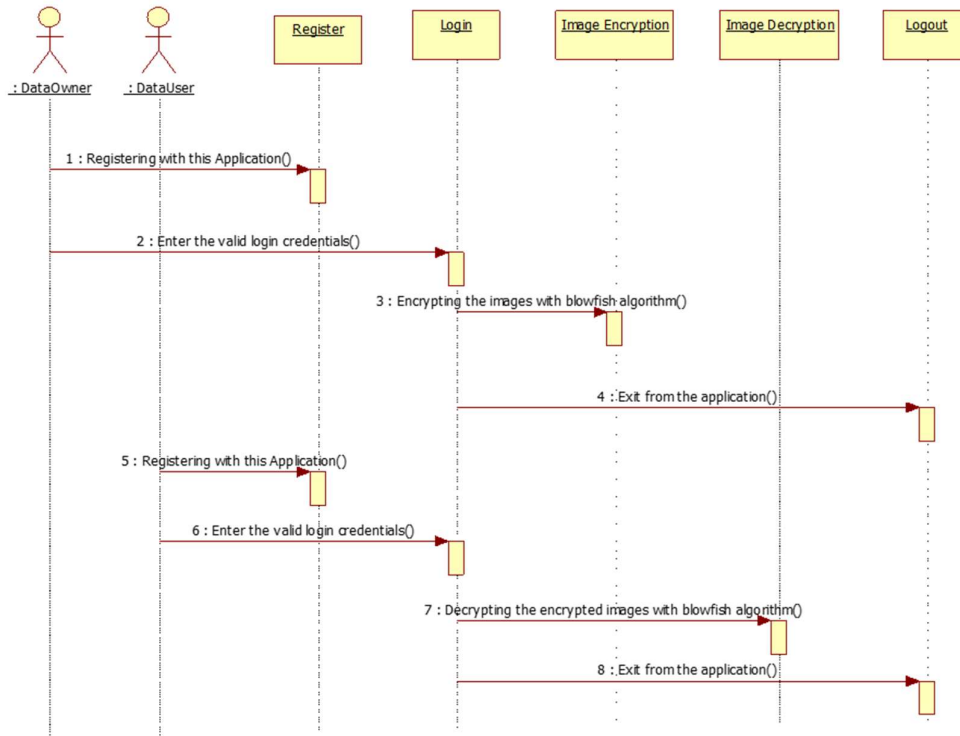 Register
Login
Image Encryption
Image Decryption
Logout
: DataOwner
: DataUser
1 : Registering with this Application()
2 : Enter the valid login credentials()
3 : Encrypting the images with blowfish algorithm()
4 : Exit from the application()
5 : Registering with this Application()
6 : Enter the valid login credentials()
7 : Decrypting the encrypted images with blowfish algorithm()
8 : Exit from the application()